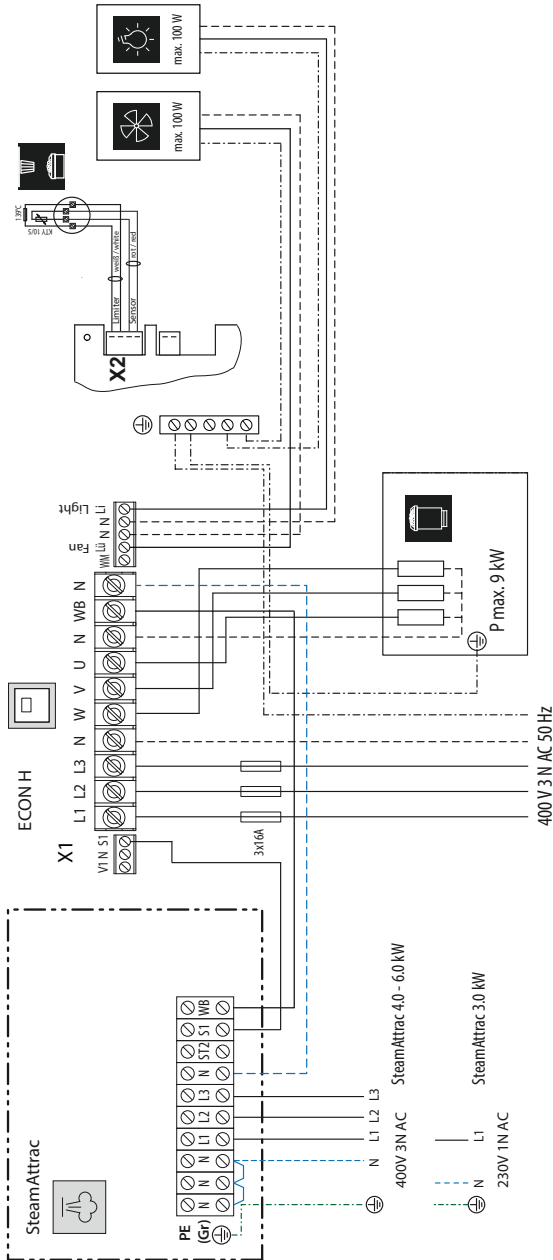 SteamAttrac
PE
(Gr)
N
N
N
L1
L2
L3
N
ST2
S1
WB
N
L1
L2
L3
400V 3N AC
SteamAttrac 4.0 - 6.0 kW
N
L1
230V 1N AC
SteamAttrac 3.0 kW
ECON H
X1
V1 N S1
L1 L2 L3 N W V U N WB N
WM L1 N N L1
Fan
Light
3x16A
400 V 3 N AC 50 Hz
P max. 9 kW
X2
Limiter
weiß / white
Sensor
rot / red
139°C
KTY 10/5
max. 100 W
max. 100 W